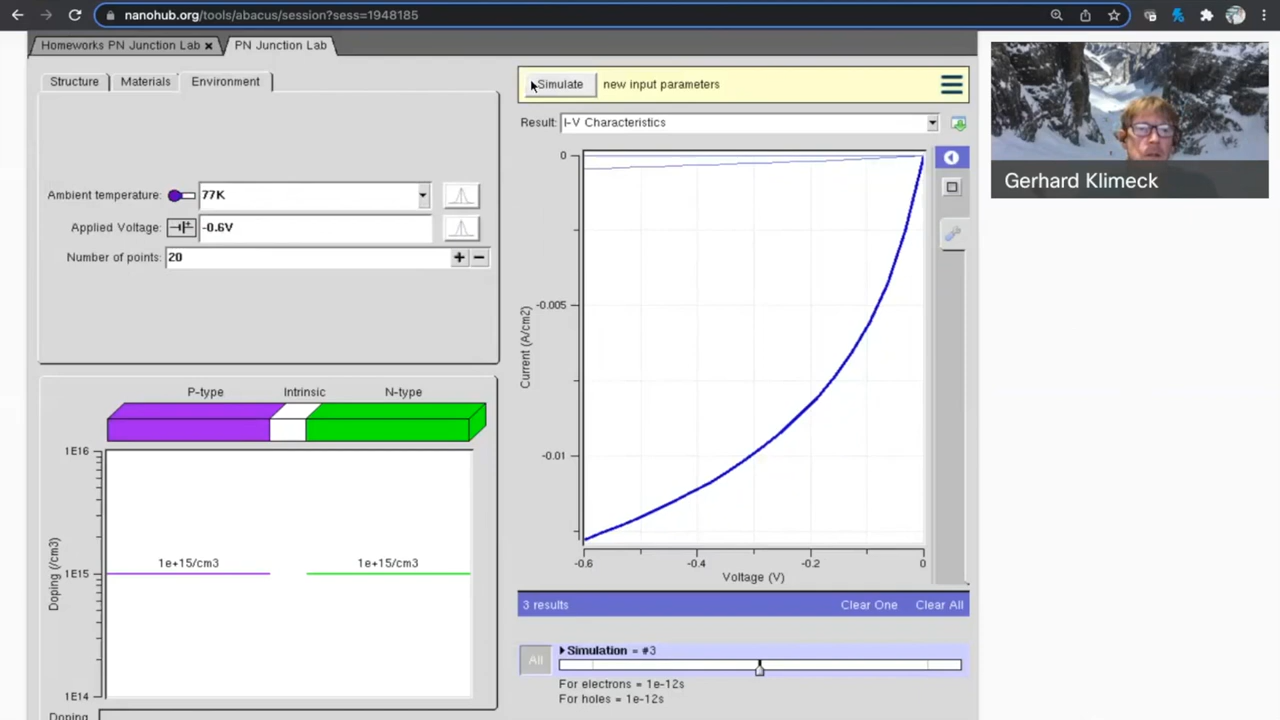 nanohub.org/tools/abacus/session?sess=1948185
Homeworks PN Junction Lab
PN Junction Lab
Structure
Materials
Environment
Simulate
new input parameters
Result:
I-V Characteristics
Gerhard Klimeck
Ambient temperature:
77K
Applied Voltage:
-0.6V
Number of points:
20
+
−
0
-0.005
-0.01
Current (A/cm2)
-0.6
-0.4
-0.2
0
Voltage (V)
P-type
Intrinsic
N-type
1E16
1E15
1E14
Doping (/cm3)
1e+15/cm3
1e+15/cm3
Doping
3 results
Clear One
Clear All
All
Simulation = #3
For electrons = 1e-12s
For holes = 1e-12s